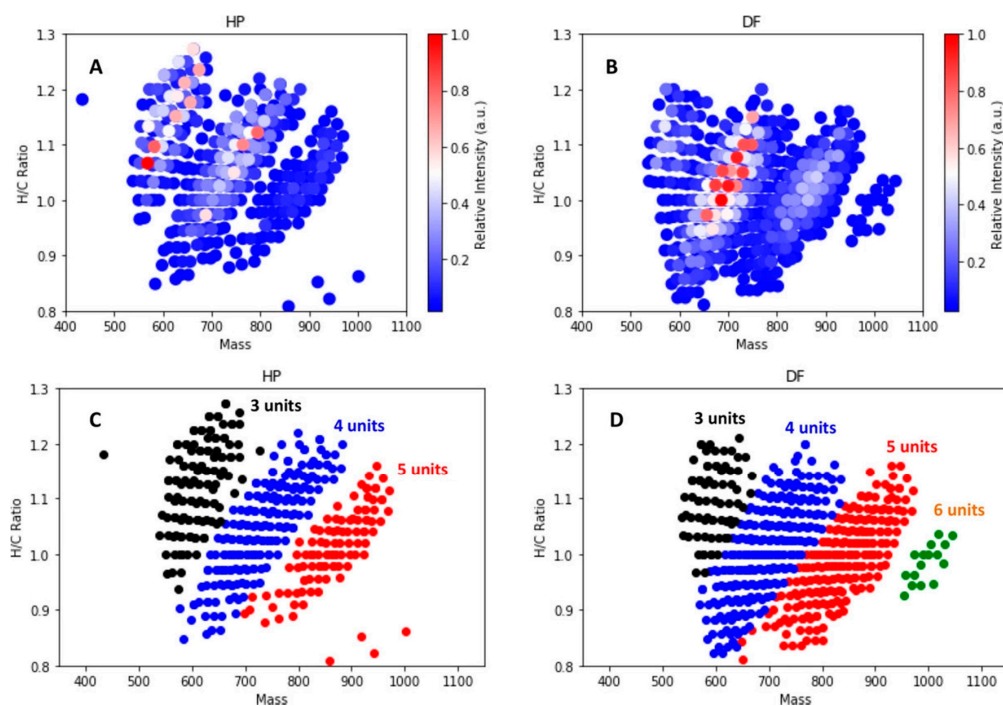 HP
DF
A
B
1.3
1.2
1.1
1.0
0.9
0.8
H/C Ratio
400 500 600 700 800 900 1000 1100
Mass
1.0
0.8
0.6
0.4
0.2
Relative Intensity (a.u.)
1.3
1.2
1.1
1.0
0.9
0.8
H/C Ratio
400 500 600 700 800 900 1000 1100
Mass
1.0
0.8
0.6
0.4
0.2
Relative Intensity (a.u.)
HP
DF
C
3 units
4 units
5 units
1.3
1.2
1.1
1.0
0.9
0.8
H/C Ratio
400 500 600 700 800 900 1000 1100
Mass
D
3 units
4 units
5 units
6 units
1.3
1.2
1.1
1.0
0.9
0.8
H/C Ratio
400 500 600 700 800 900 1000 1100
Mass